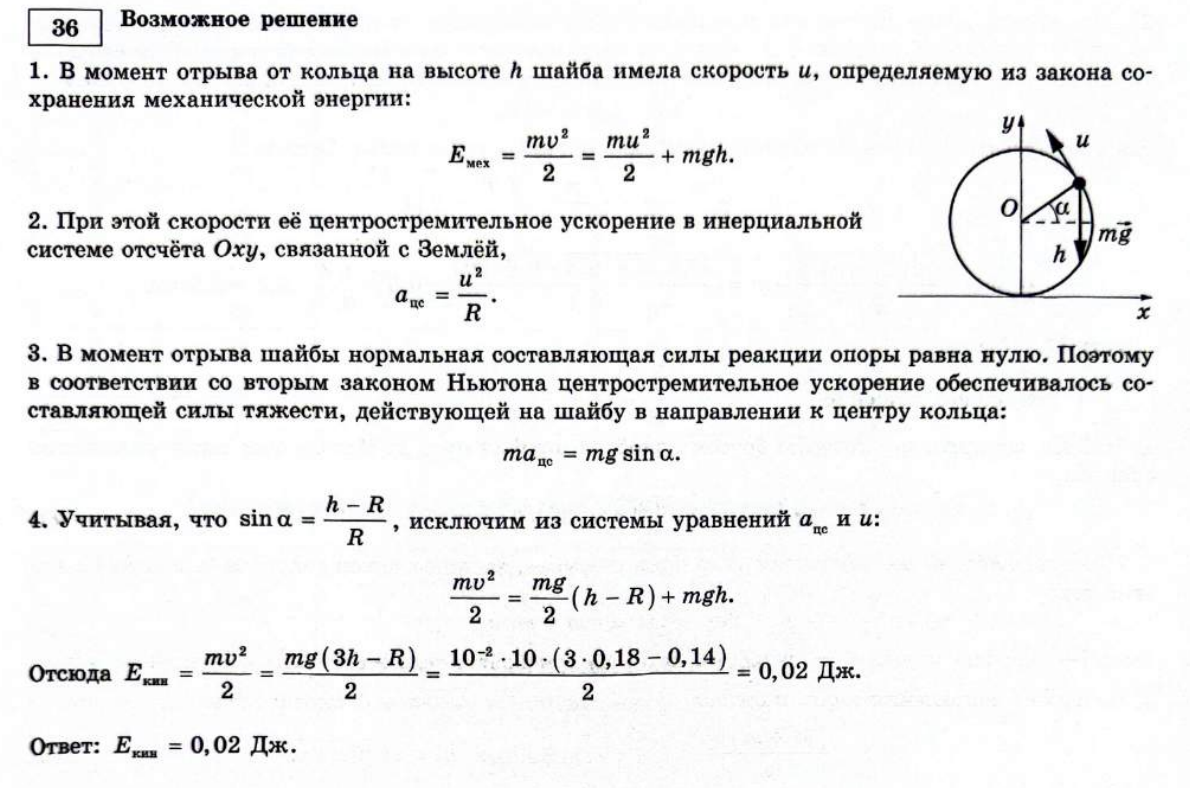 36 Возможное решение
1. В момент отрыва от кольца на высоте h шайба имела скорость u, определяемую из закона со-
хранения механической энергии:
E_мех = mv²/2 = mu²/2 + mgh.
y
u
O
α
mg⃗
h
x
2. При этой скорости её центростремительное ускорение в инерциальной
системе отсчёта Oxy, связанной с Землёй,
a_цс = u²/R.
3. В момент отрыва шайбы нормальная составляющая силы реакции опоры равна нулю. Поэтому
в соответствии со вторым законом Ньютона центростремительное ускорение обеспечивалось со-
ставляющей силы тяжести, действующей на шайбу в направлении к центру кольца:
ma_цс = mg sin α.
4. Учитывая, что sin α = (h − R)/R, исключим из системы уравнений a_цс и u:
mv²/2 = mg/2 (h − R) + mgh.
Отсюда E_кин = mv²/2 = mg(3h − R)/2 = 10⁻² · 10 · (3 · 0,18 − 0,14)/2 = 0,02 Дж.
Ответ: E_кин = 0,02 Дж.